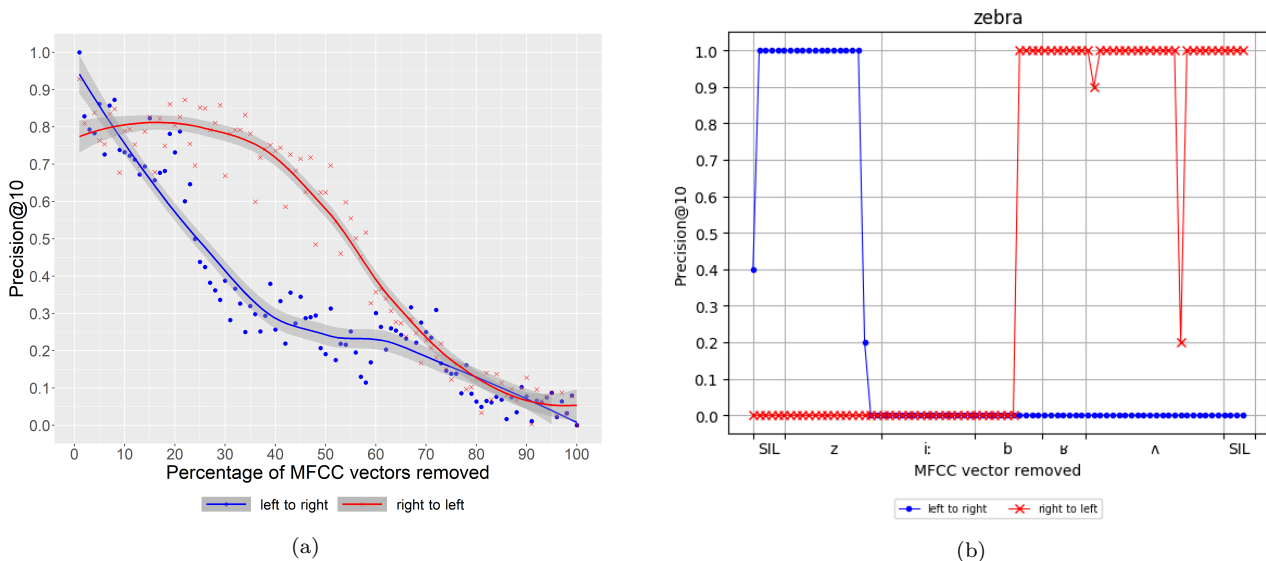 zebra
1.0
0.9
0.8
0.7
0.6
0.5
0.4
0.3
0.2
0.1
0.0
Precision@10
0 10 20 30 40 50 60 70 80 90 100
Percentage of MFCC vectors removed
left to right right to left
(a)
1.0
0.9
0.8
0.7
0.6
0.5
0.4
0.3
0.2
0.1
0.0
Precision@10
SIL z iː b ʁ ʌ SIL
MFCC vector removed
left to right right to left
(b)